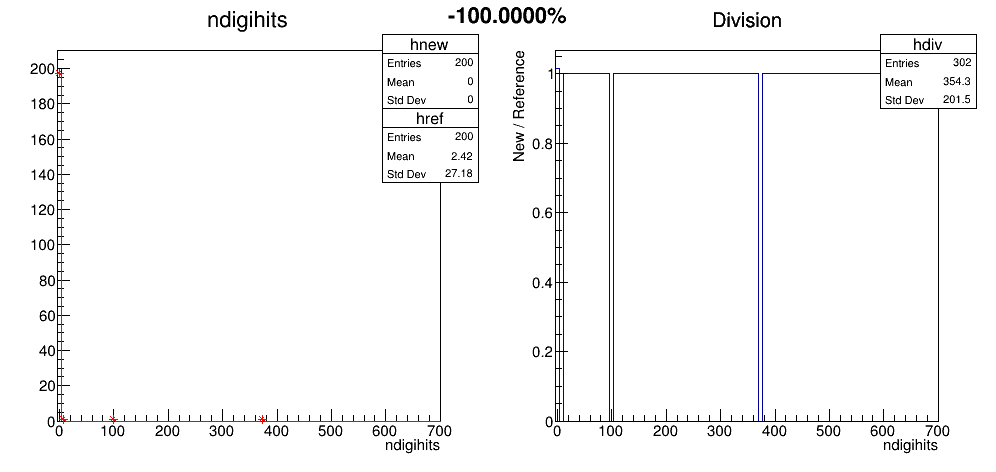 -100.0000%
ndigihits
hnew
Entries 200
Mean 0
Std Dev 0
href
Entries 200
Mean 2.42
Std Dev 27.18
200
180
160
140
120
100
80
60
40
20
0
0 100 200 300 400 500 600 700
ndigihits
Division
hdiv
Entries 302
Mean 354.3
Std Dev 201.5
New / Reference
1
0.8
0.6
0.4
0.2
0
0 100 200 300 400 500 600 700
ndigihits